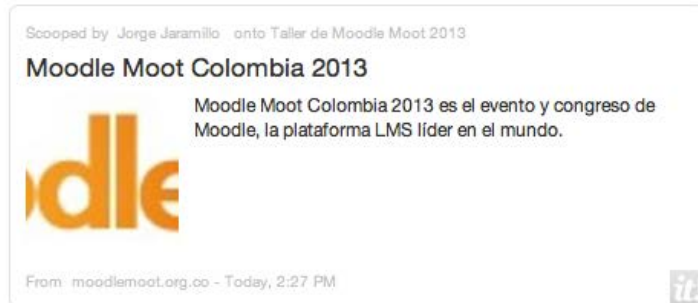 Scooped by Jorge Jaramillo onto Taller de Moodle Moot 2013
Moodle Moot Colombia 2013
Moodle Moot Colombia 2013 es el evento y congreso de
Moodle, la plataforma LMS líder en el mundo.
odle
From moodlemoot.org.co - Today, 2:27 PM
it